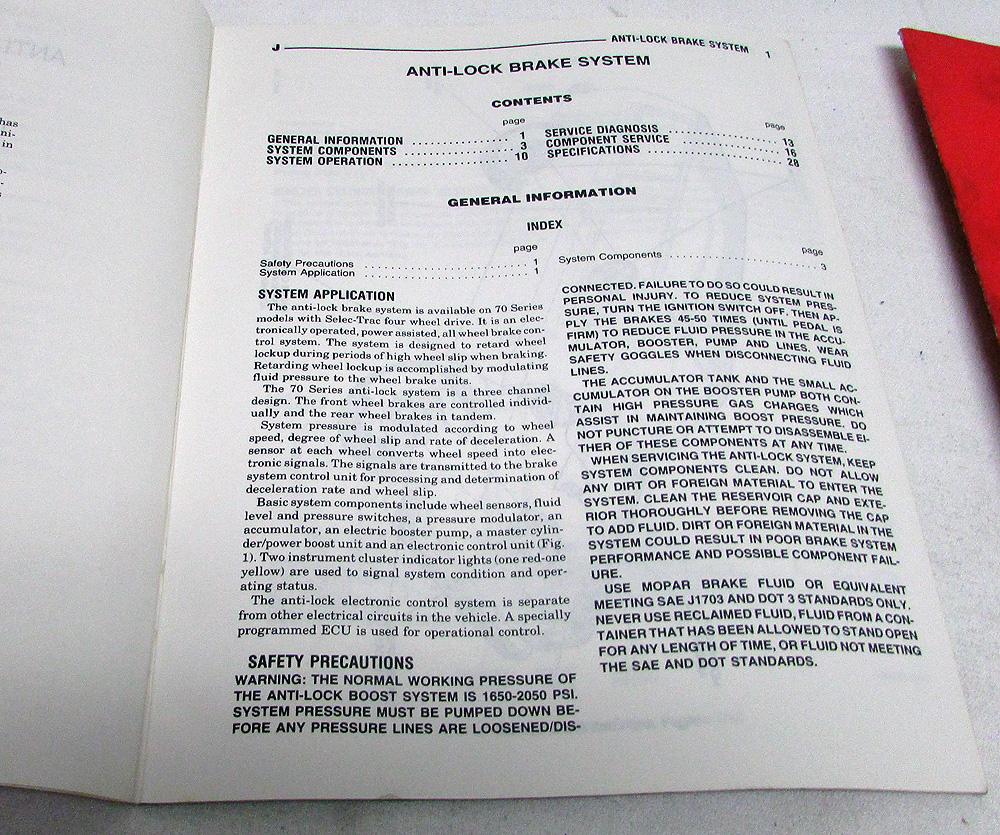 J ANTI-LOCK BRAKE SYSTEM 1
ANTI-LOCK BRAKE SYSTEM
CONTENTS
page
GENERAL INFORMATION . . . . . . . . . . . . . . . . 1
SYSTEM COMPONENTS . . . . . . . . . . . . . . . . . 3
SYSTEM OPERATION . . . . . . . . . . . . . . . . . . . 10
page
SERVICE DIAGNOSIS . . . . . . . . . . . . . . . . . . 13
COMPONENT SERVICE . . . . . . . . . . . . . . . . . 16
SPECIFICATIONS . . . . . . . . . . . . . . . . . . . . . 28
GENERAL INFORMATION
INDEX
page
Safety Precautions . . . . . . . . . . . . . . . . . . . . . . 1
System Application . . . . . . . . . . . . . . . . . . . . . . 1
page
System Components . . . . . . . . . . . . . . . . . . . . 3
SYSTEM APPLICATION
The anti-lock brake system is available on 70 Series
models with Selec-Trac four wheel drive. It is an elec-
tronically operated, power assisted, all wheel brake con-
trol system. The system is designed to retard wheel
lockup during periods of high wheel slip when braking.
Retarding wheel lockup is accomplished by modulating
fluid pressure to the wheel brake units.
The 70 Series anti-lock system is a three channel
design. The front wheel brakes are controlled individ-
ually and the rear wheel brakes in tandem.
System pressure is modulated according to wheel
speed, degree of wheel slip and rate of deceleration. A
sensor at each wheel converts wheel speed into elec-
tronic signals. The signals are transmitted to the brake
system control unit for processing and determination of
deceleration rate and wheel slip.
Basic system components include wheel sensors, fluid
level and pressure switches, a pressure modulator, an
accumulator, an electric booster pump, a master cylin-
der/power boost unit and an electronic control unit (Fig.
1). Two instrument cluster indicator lights (one red-one
yellow) are used to signal system condition and oper-
ating status.
The anti-lock electronic control system is separate
from other electrical circuits in the vehicle. A specially
programmed ECU is used for operational control.
SAFETY PRECAUTIONS
WARNING: THE NORMAL WORKING PRESSURE OF
THE ANTI-LOCK BOOST SYSTEM IS 1650-2050 PSI.
SYSTEM PRESSURE MUST BE PUMPED DOWN BE-
FORE ANY PRESSURE LINES ARE LOOSENED/DIS-
CONNECTED. FAILURE TO DO SO COULD RESULT IN
PERSONAL INJURY. TO REDUCE SYSTEM PRES-
SURE, TURN THE IGNITION SWITCH OFF. THEN AP-
PLY THE BRAKES 45-50 TIMES (UNTIL PEDAL IS
FIRM) TO REDUCE FLUID PRESSURE IN THE ACCU-
MULATOR, BOOSTER, PUMP AND LINES. WEAR
SAFETY GOGGLES WHEN DISCONNECTING FLUID
LINES.
THE ACCUMULATOR TANK AND THE SMALL AC-
CUMULATOR ON THE BOOSTER PUMP BOTH CON-
TAIN HIGH PRESSURE GAS CHARGES WHICH
ASSIST IN MAINTAINING BOOST PRESSURE. DO
NOT PUNCTURE OR ATTEMPT TO DISASSEMBLE EI-
THER OF THESE COMPONENTS AT ANY TIME.
WHEN SERVICING THE ANTI-LOCK SYSTEM, KEEP
SYSTEM COMPONENTS CLEAN. DO NOT ALLOW
ANY DIRT OR FOREIGN MATERIAL TO ENTER THE
SYSTEM. CLEAN THE RESERVOIR CAP AND EXTE-
RIOR THOROUGHLY BEFORE REMOVING THE CAP
TO ADD FLUID. DIRT OR FOREIGN MATERIAL IN THE
SYSTEM COULD RESULT IN POOR BRAKE SYSTEM
PERFORMANCE AND POSSIBLE COMPONENT FAIL-
URE.
USE MOPAR BRAKE FLUID OR EQUIVALENT
MEETING SAE J1703 AND DOT 3 STANDARDS ONLY.
NEVER USE RECLAIMED FLUID, FLUID FROM A CON-
TAINER THAT HAS BEEN ALLOWED TO STAND OPEN
FOR ANY LENGTH OF TIME, OR FLUID NOT MEETING
THE SAE AND DOT STANDARDS.